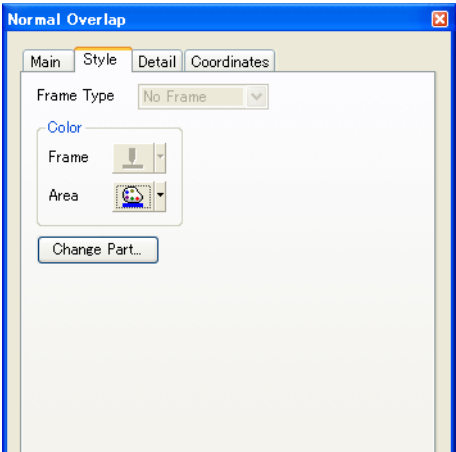 Normal Overlap
Main Style Detail Coordinates
Frame Type No Frame
Color
Frame
Area
Change Part...